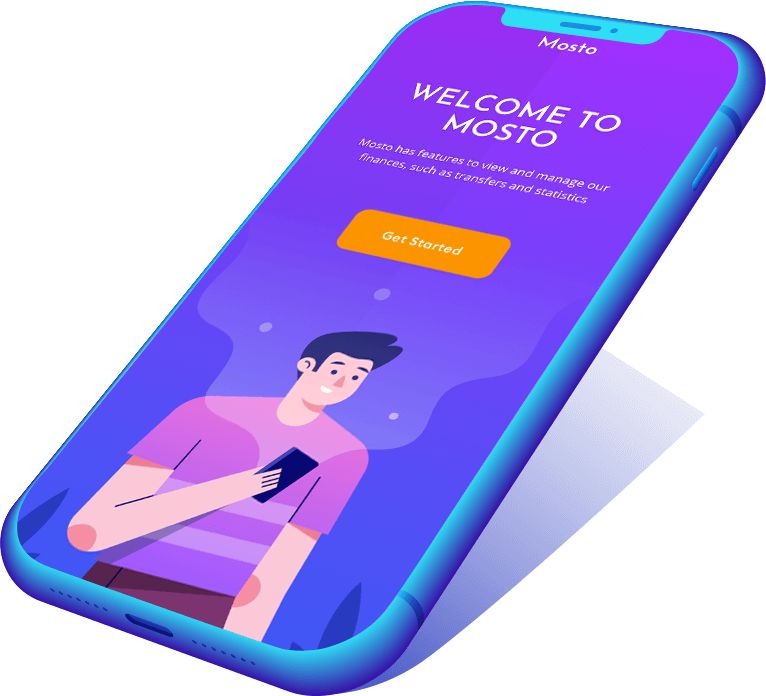 Mosto
WELCOME TO
MOSTO
Mosto has features to view and manage our
finances, such as transfers and statistics
Get Started